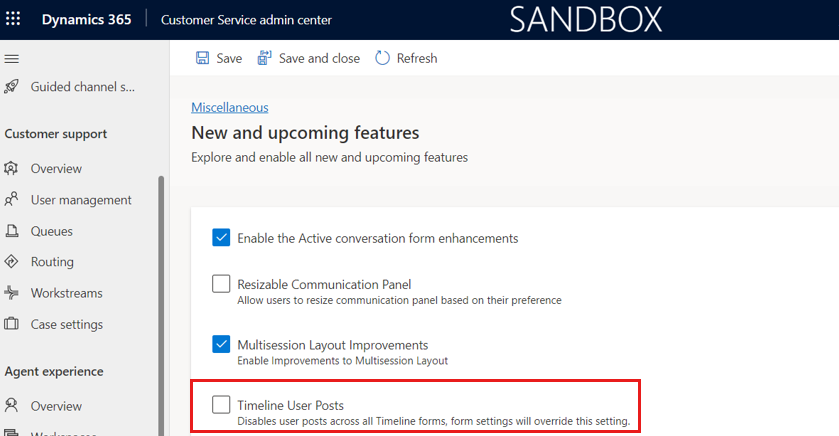 Dynamics 365 Customer Service admin center SANDBOX
Save Save and close Refresh
Guided channel s...
Customer support
Overview
User management
Queues
Routing
Workstreams
Case settings
Agent experience
Overview
Miscellaneous
New and upcoming features
Explore and enable all new and upcoming features
Enable the Active conversation form enhancements
Resizable Communication Panel
Allow users to resize communication panel based on their preference
Multisession Layout Improvements
Enable Improvements to Multisession Layout
Timeline User Posts
Disables user posts across all Timeline forms, form settings will override this setting.